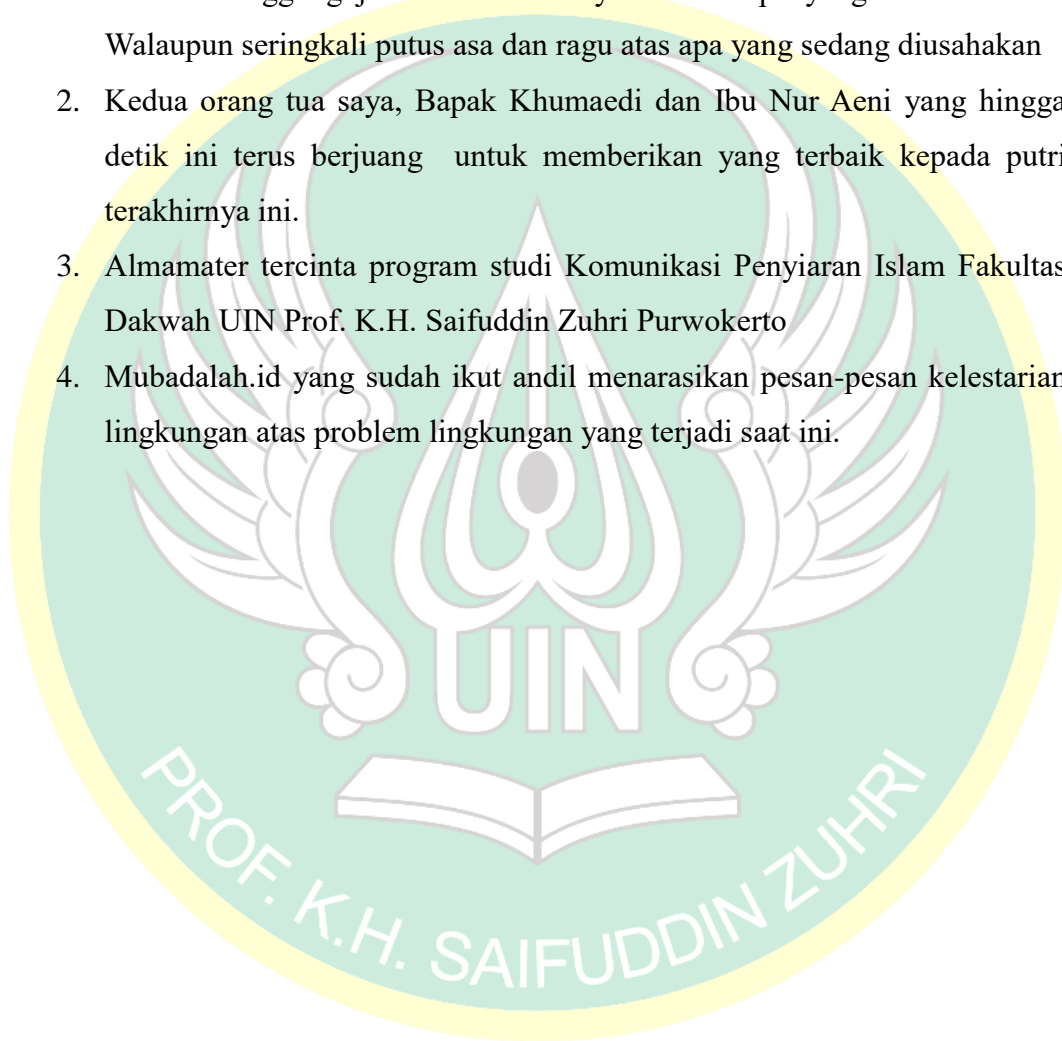 Walaupun seringkali putus asa dan ragu atas apa yang sedang diusahakan
2. Kedua orang tua saya, Bapak Khumaedi dan Ibu Nur Aeni yang hingga
detik ini terus berjuang untuk memberikan yang terbaik kepada putri
terakhirnya ini.
3. Almamater tercinta program studi Komunikasi Penyiaran Islam Fakultas
Dakwah UIN Prof. K.H. Saifuddin Zuhri Purwokerto
4. Mubadalah.id yang sudah ikut andil menarasikan pesan-pesan kelestarian
lingkungan atas problem lingkungan yang terjadi saat ini.
UIN
PROF. K.H. SAIFUDDIN ZUHRI